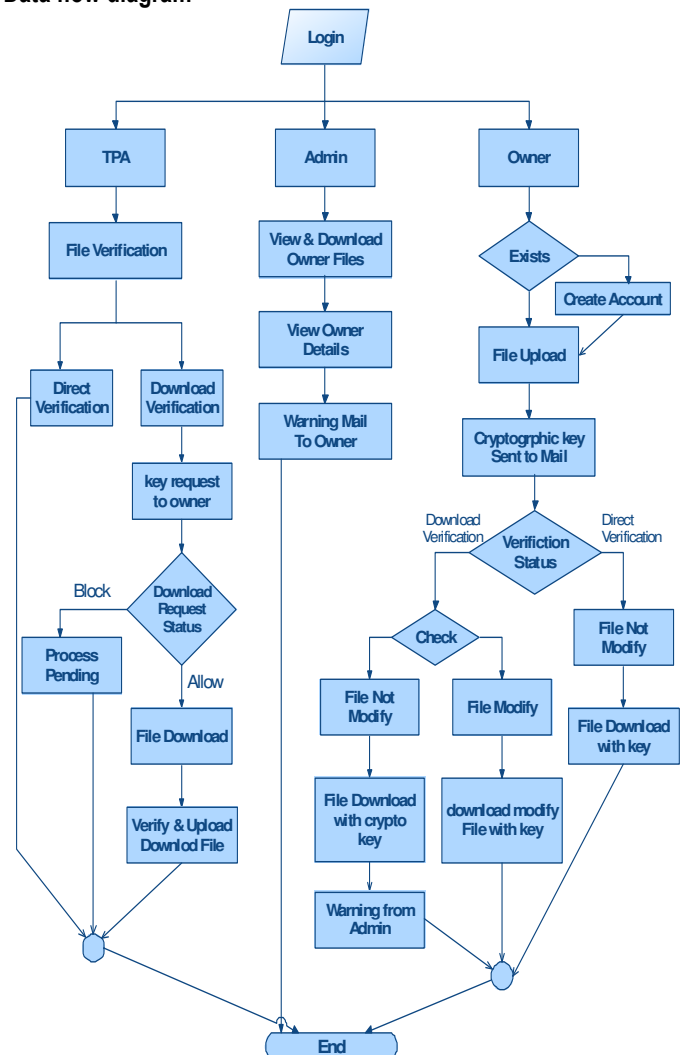 Data flow diagram
Login
TPA
Admin
Owner
File Verification
View & Download
Owner Files
Exists
Create Account
Direct
Verification
Download
Verification
View Owner
Details
File Upload
key request
to owner
Warning Mail
To Owner
Cryptogrphic key
Sent to Mail
Download
Verification
Direct
Verification
Verifiction
Status
Block
Download
Request
Status
Allow
Process
Pending
Check
File Not
Modify
File Not
Modify
File Modify
File Download
File Download
with key
Verify & Upload
Downlod File
File Download
with crypto
key
download modify
File with key
Warning from
Admin
End